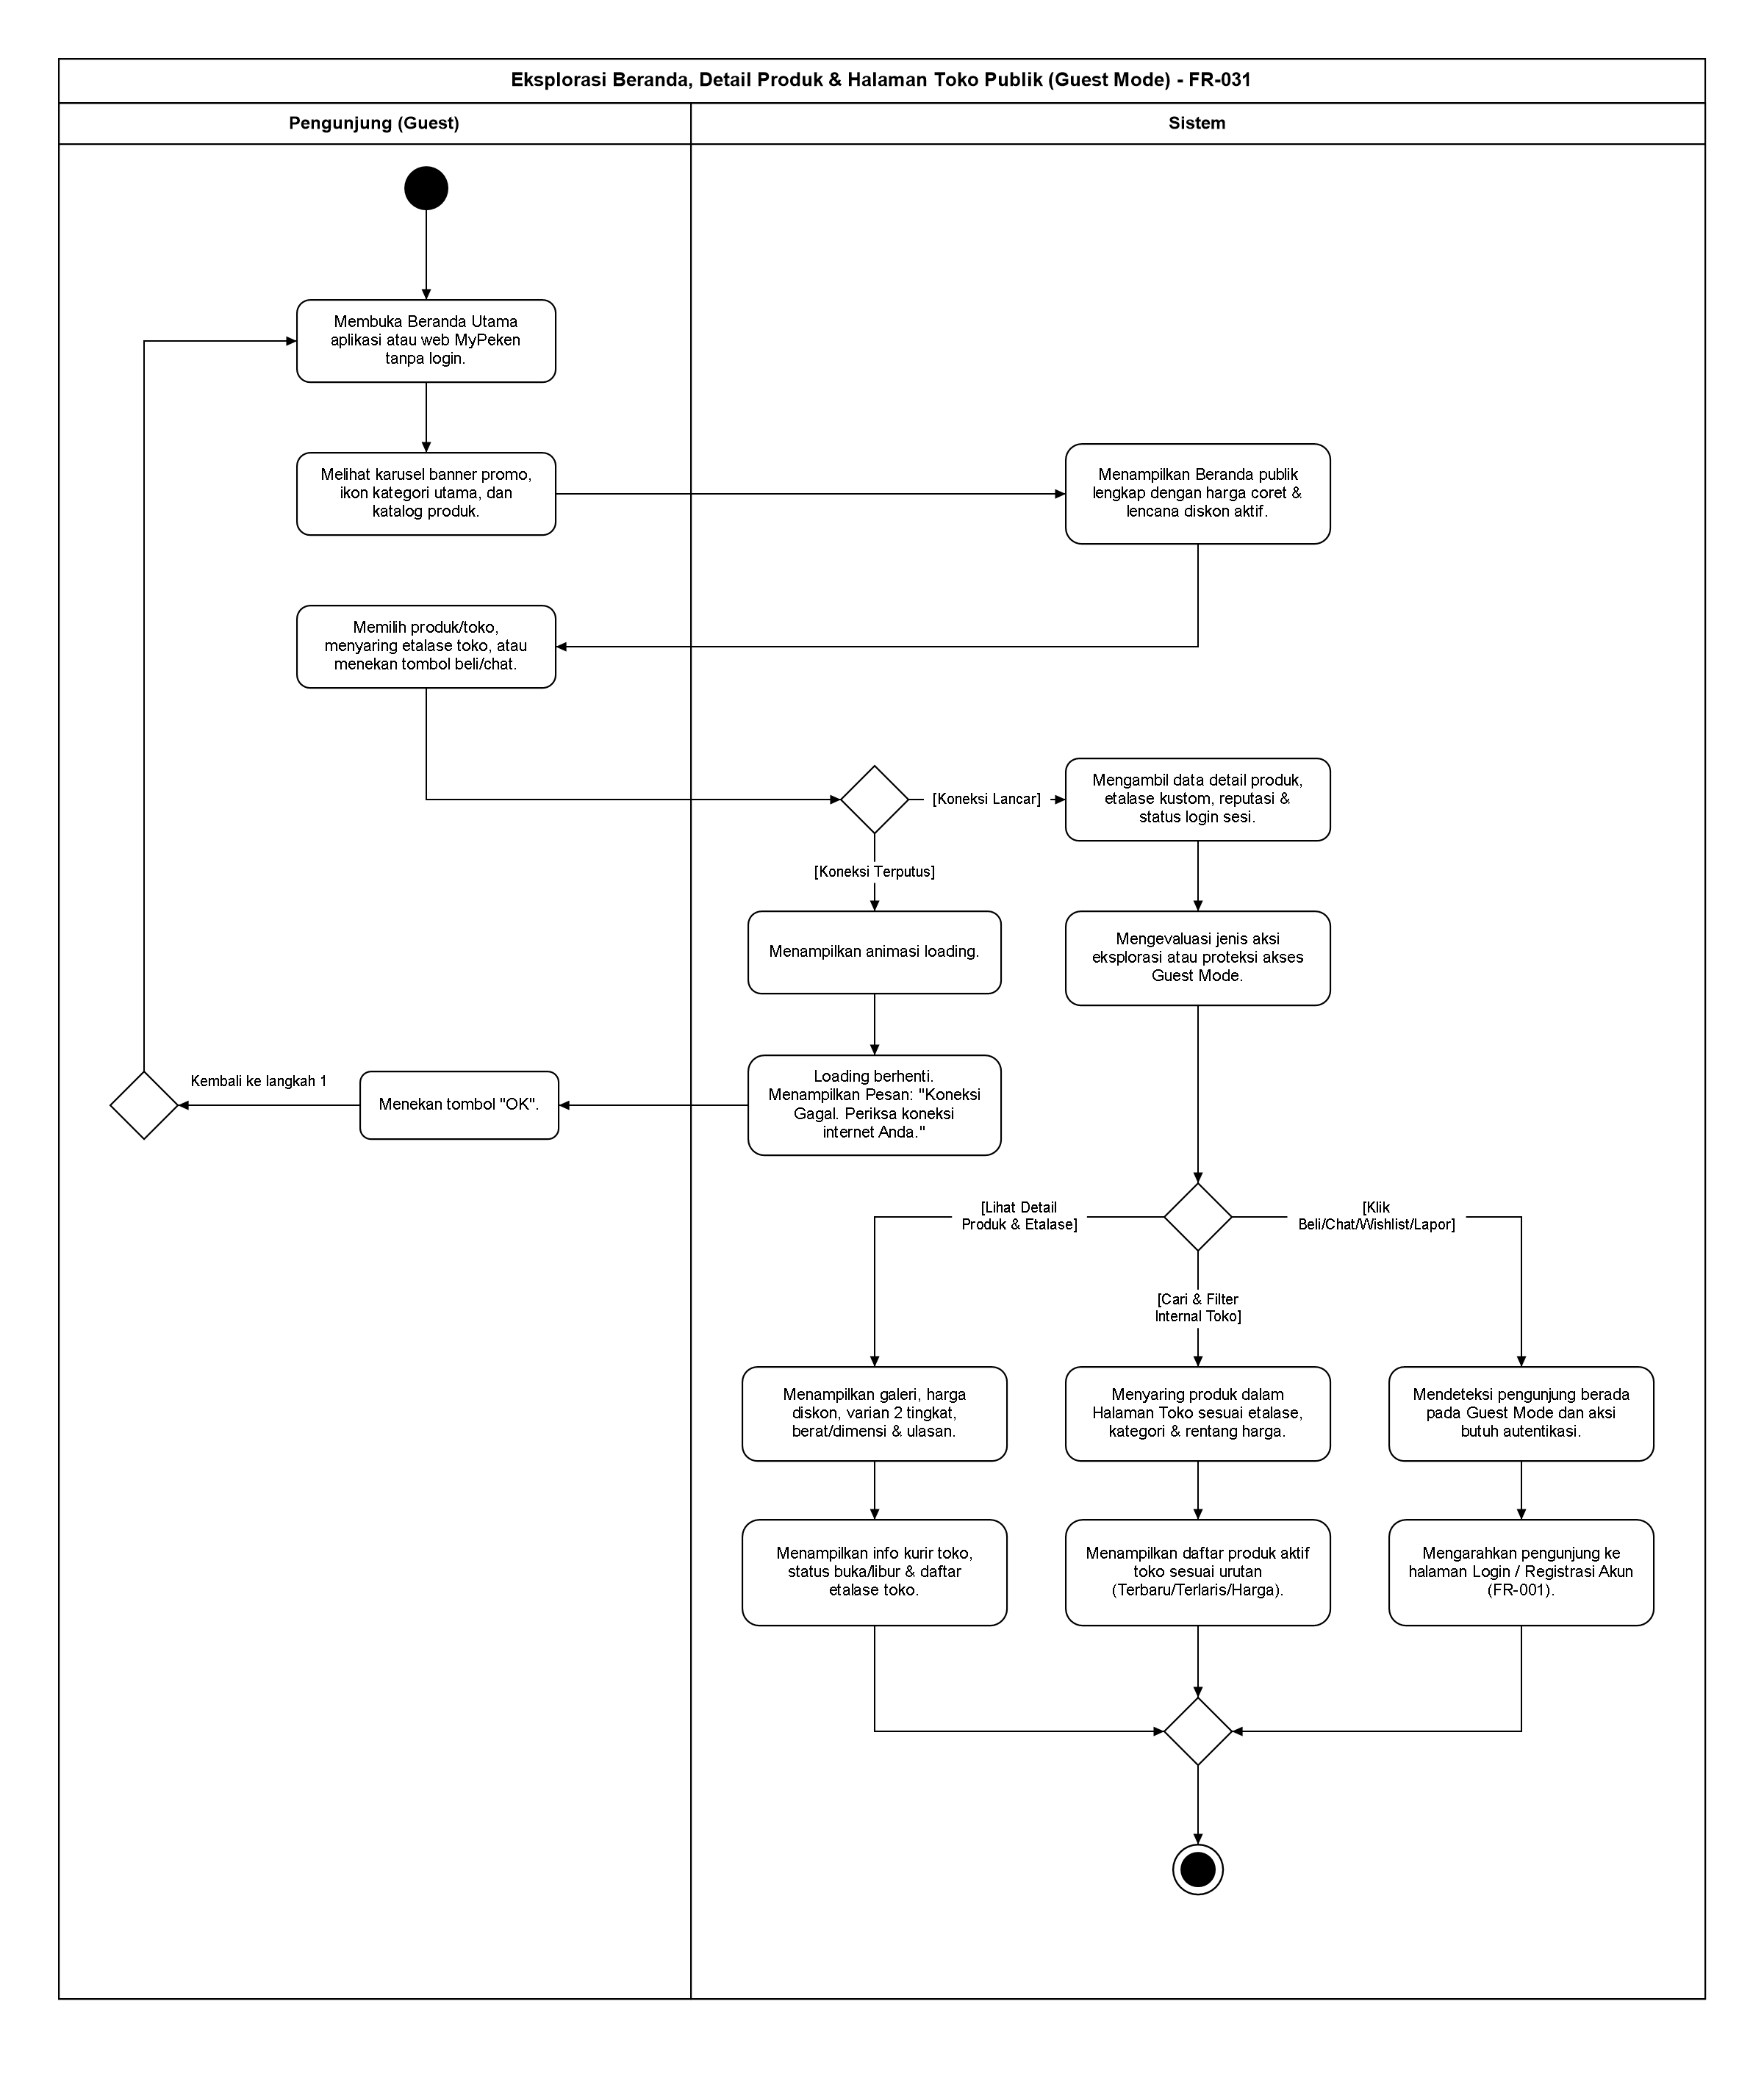 Eksplorasi Beranda, Detail Produk & Halaman Toko Publik (Guest Mode) - FR-031
Pengunjung (Guest)
Sistem
Membuka Beranda Utama
aplikasi atau web MyPeken
tanpa login.
Melihat karusel banner promo,
ikon kategori utama, dan
katalog produk.
Menampilkan Beranda publik
lengkap dengan harga coret &
lencana diskon aktif.
Memilih produk/toko,
menyaring etalase toko, atau
menekan tombol beli/chat.
[Koneksi Lancar]
Mengambil data detail produk,
etalase kustom, reputasi &
status login sesi.
[Koneksi Terputus]
Menampilkan animasi loading.
Mengevaluasi jenis aksi
eksplorasi atau proteksi akses
Guest Mode.
Kembali ke langkah 1
Menekan tombol "OK".
Loading berhenti.
Menampilkan Pesan: "Koneksi
Gagal. Periksa koneksi
internet Anda."
[Lihat Detail
Produk & Etalase]
[Klik
Beli/Chat/Wishlist/Lapor]
[Cari & Filter
Internal Toko]
Menampilkan galeri, harga
diskon, varian 2 tingkat,
berat/dimensi & ulasan.
Menyaring produk dalam
Halaman Toko sesuai etalase,
kategori & rentang harga.
Mendeteksi pengunjung berada
pada Guest Mode dan aksi
butuh autentikasi.
Menampilkan info kurir toko,
status buka/libur & daftar
etalase toko.
Menampilkan daftar produk aktif
toko sesuai urutan
(Terbaru/Terlaris/Harga).
Mengarahkan pengunjung ke
halaman Login / Registrasi Akun
(FR-001).